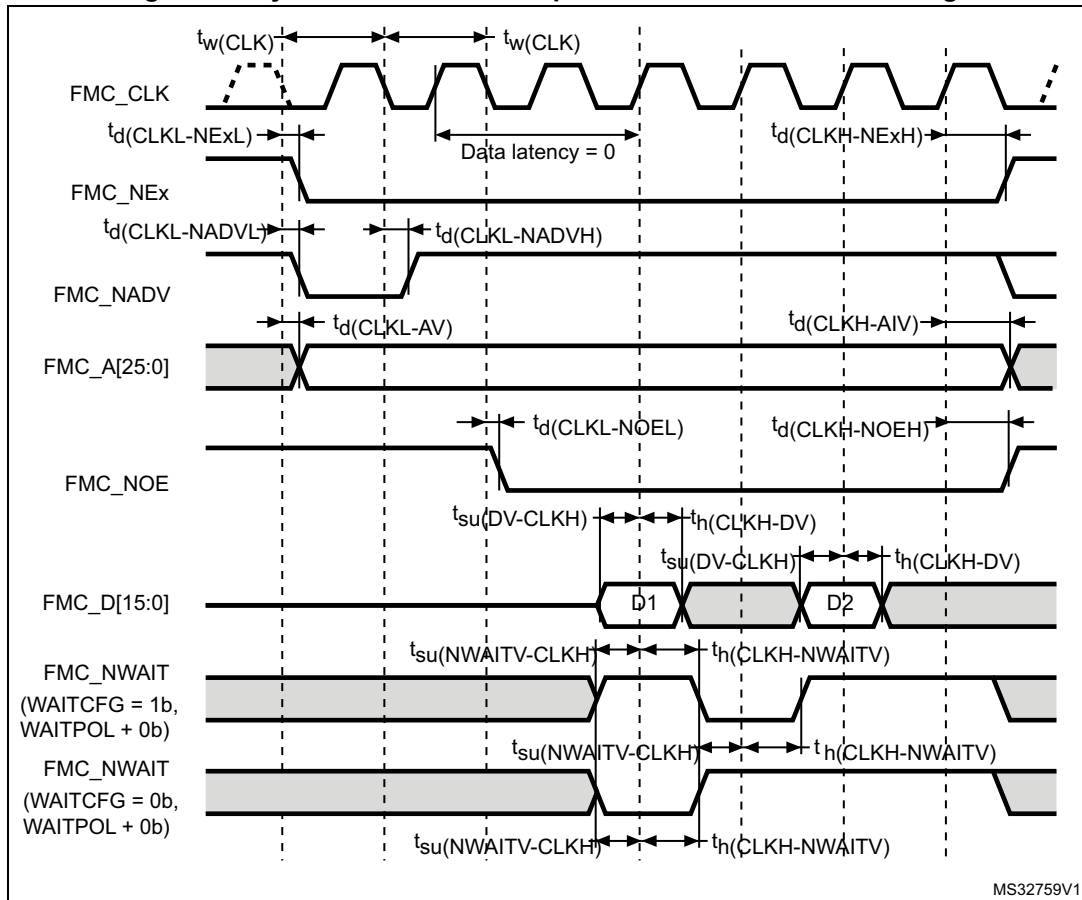 tw(CLK) tw(CLK)
FMC_CLK
td(CLKL-NExL) Data latency = 0 td(CLKH-NExH)
FMC_NEx
td(CLKL-NADVL) td(CLKL-NADVH)
FMC_NADV
td(CLKL-AV) td(CLKH-AIV)
FMC_A[25:0]
td(CLKL-NOEL) td(CLKH-NOEH)
FMC_NOE
tsu(DV-CLKH) th(CLKH-DV)
tsu(DV-CLKH) th(CLKH-DV)
FMC_D[15:0] D1 D2
tsu(NWAITV-CLKH) th(CLKH-NWAITV)
FMC_NWAIT
(WAITCFG = 1b,
WAITPOL + 0b)
tsu(NWAITV-CLKH) th(CLKH-NWAITV)
FMC_NWAIT
(WAITCFG = 0b,
WAITPOL + 0b)
tsu(NWAITV-CLKH) th(CLKH-NWAITV)
MS32759V1